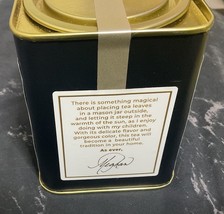 There is something magical
about placing tea leaves
in a mason jar outside,
and letting it steep in the
warmth of the sun, as I enjoy
doing with my children.
With its delicate flavor and
gorgeous color, this tea will
become a beautiful
tradition in your home.
As ever,
Meghan